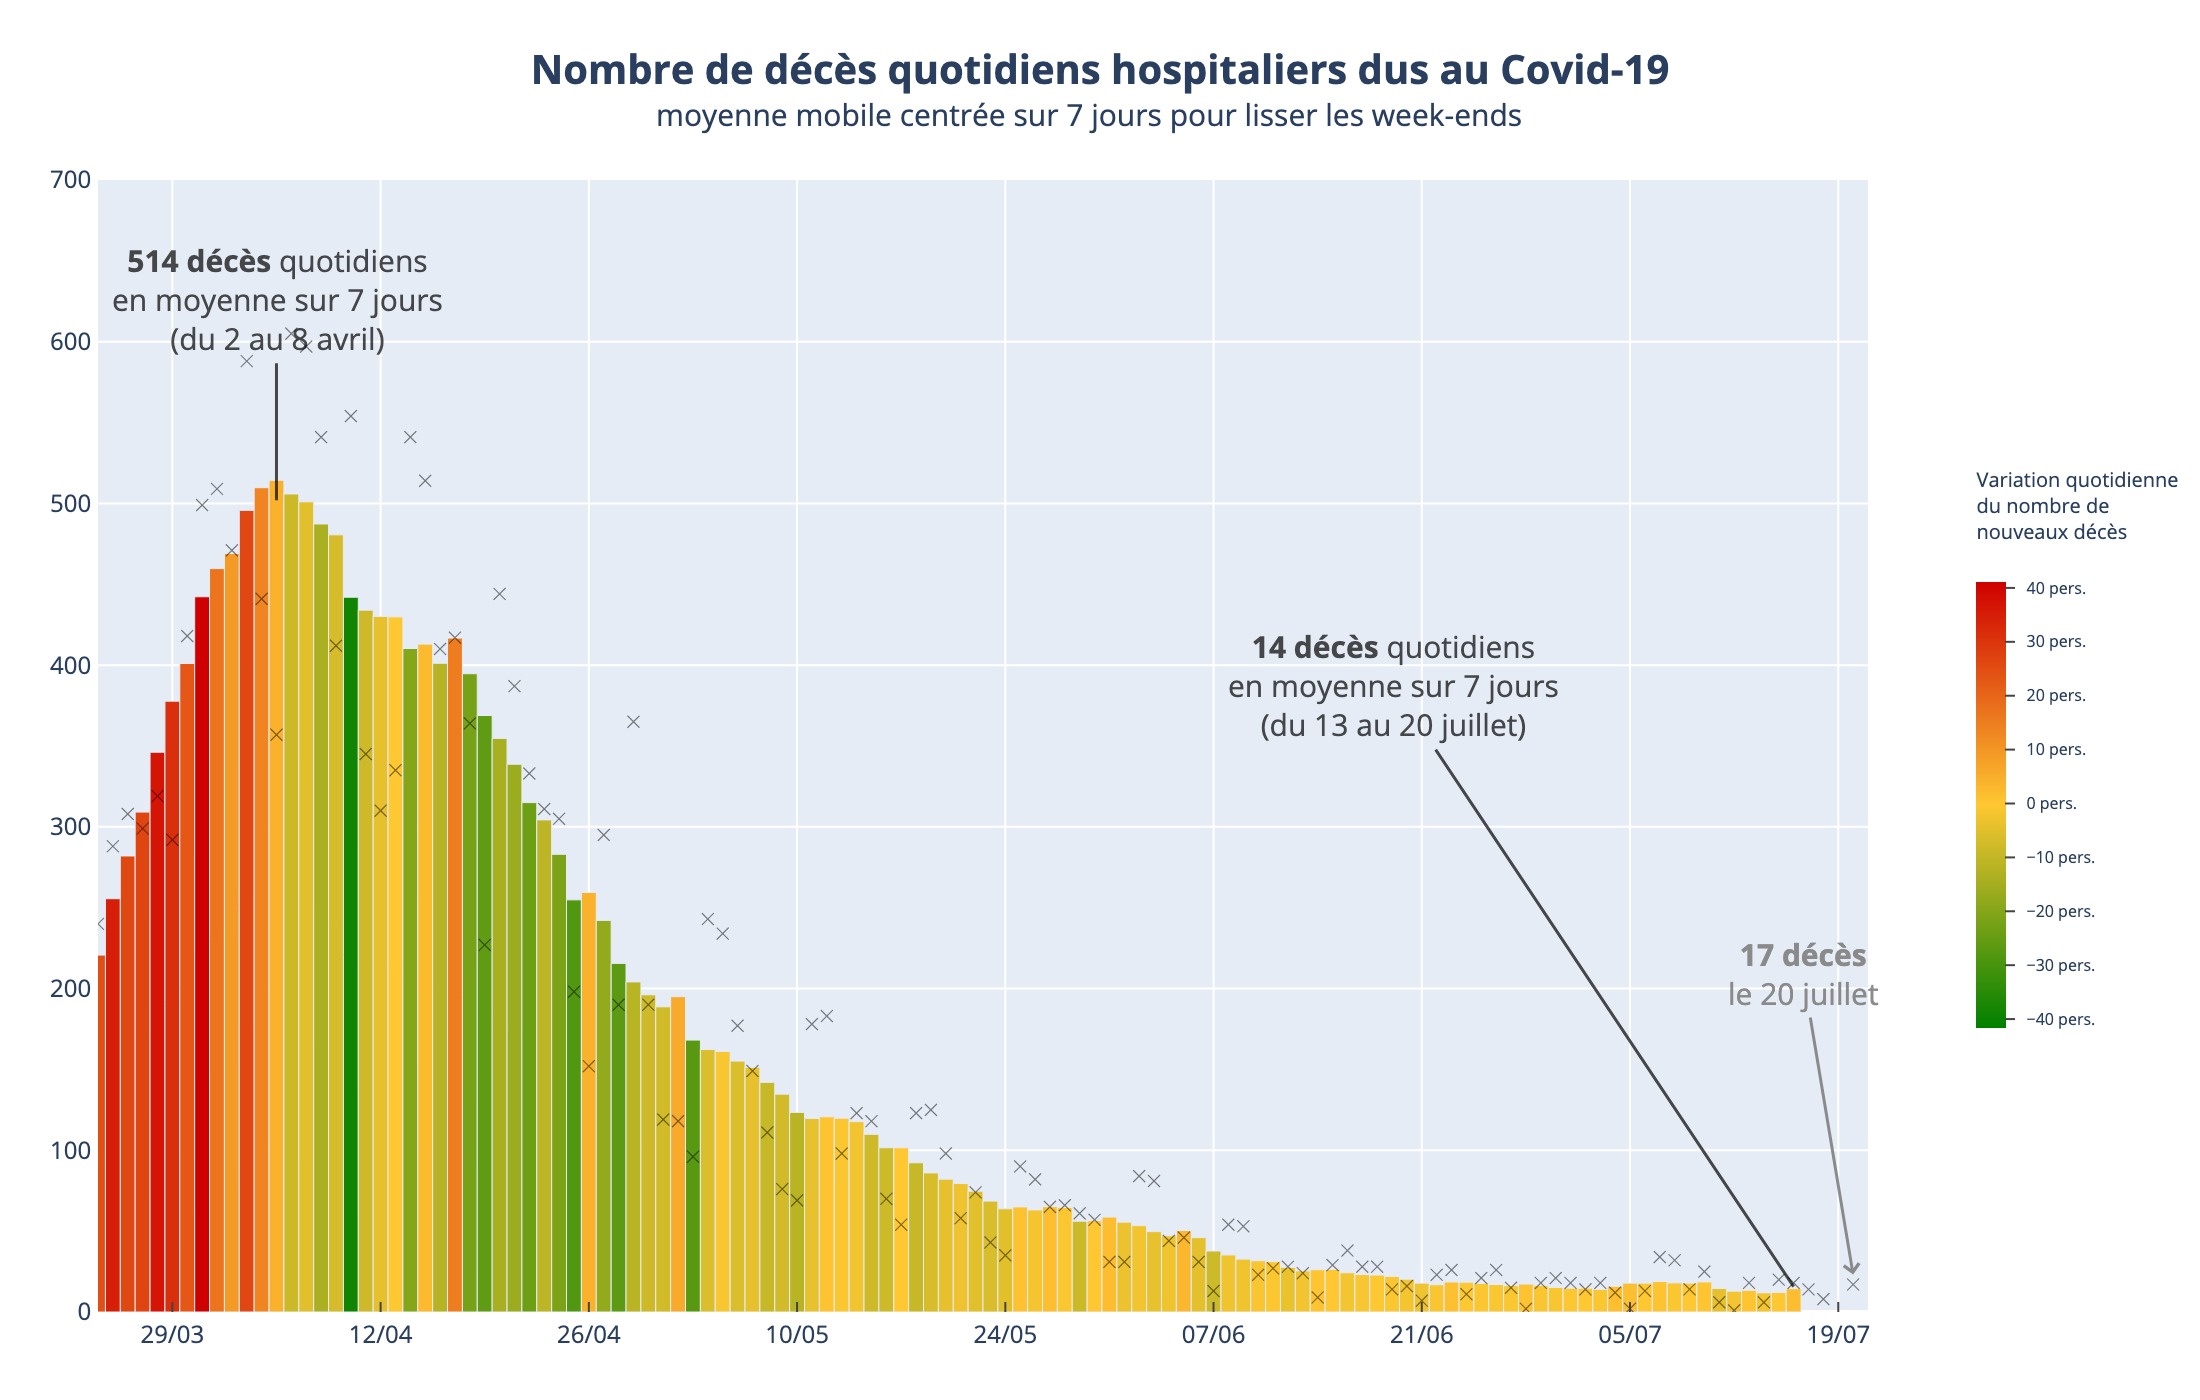 Nombre de décès quotidiens hospitaliers dus au Covid-19
moyenne mobile centrée sur 7 jours pour lisser les week-ends
700
600
500
400
300
200
100
0
514 décès quotidiens
en moyenne sur 7 jours
(du 2 au 8 avril)
14 décès quotidiens
en moyenne sur 7 jours
(du 13 au 20 juillet)
17 décès
le 20 juillet
29/03 12/04 26/04 10/05 24/05 07/06 21/06 05/07 19/07
Variation quotidienne
du nombre de
nouveaux décès
40 pers.
30 pers.
20 pers.
10 pers.
0 pers.
−10 pers.
−20 pers.
−30 pers.
−40 pers.